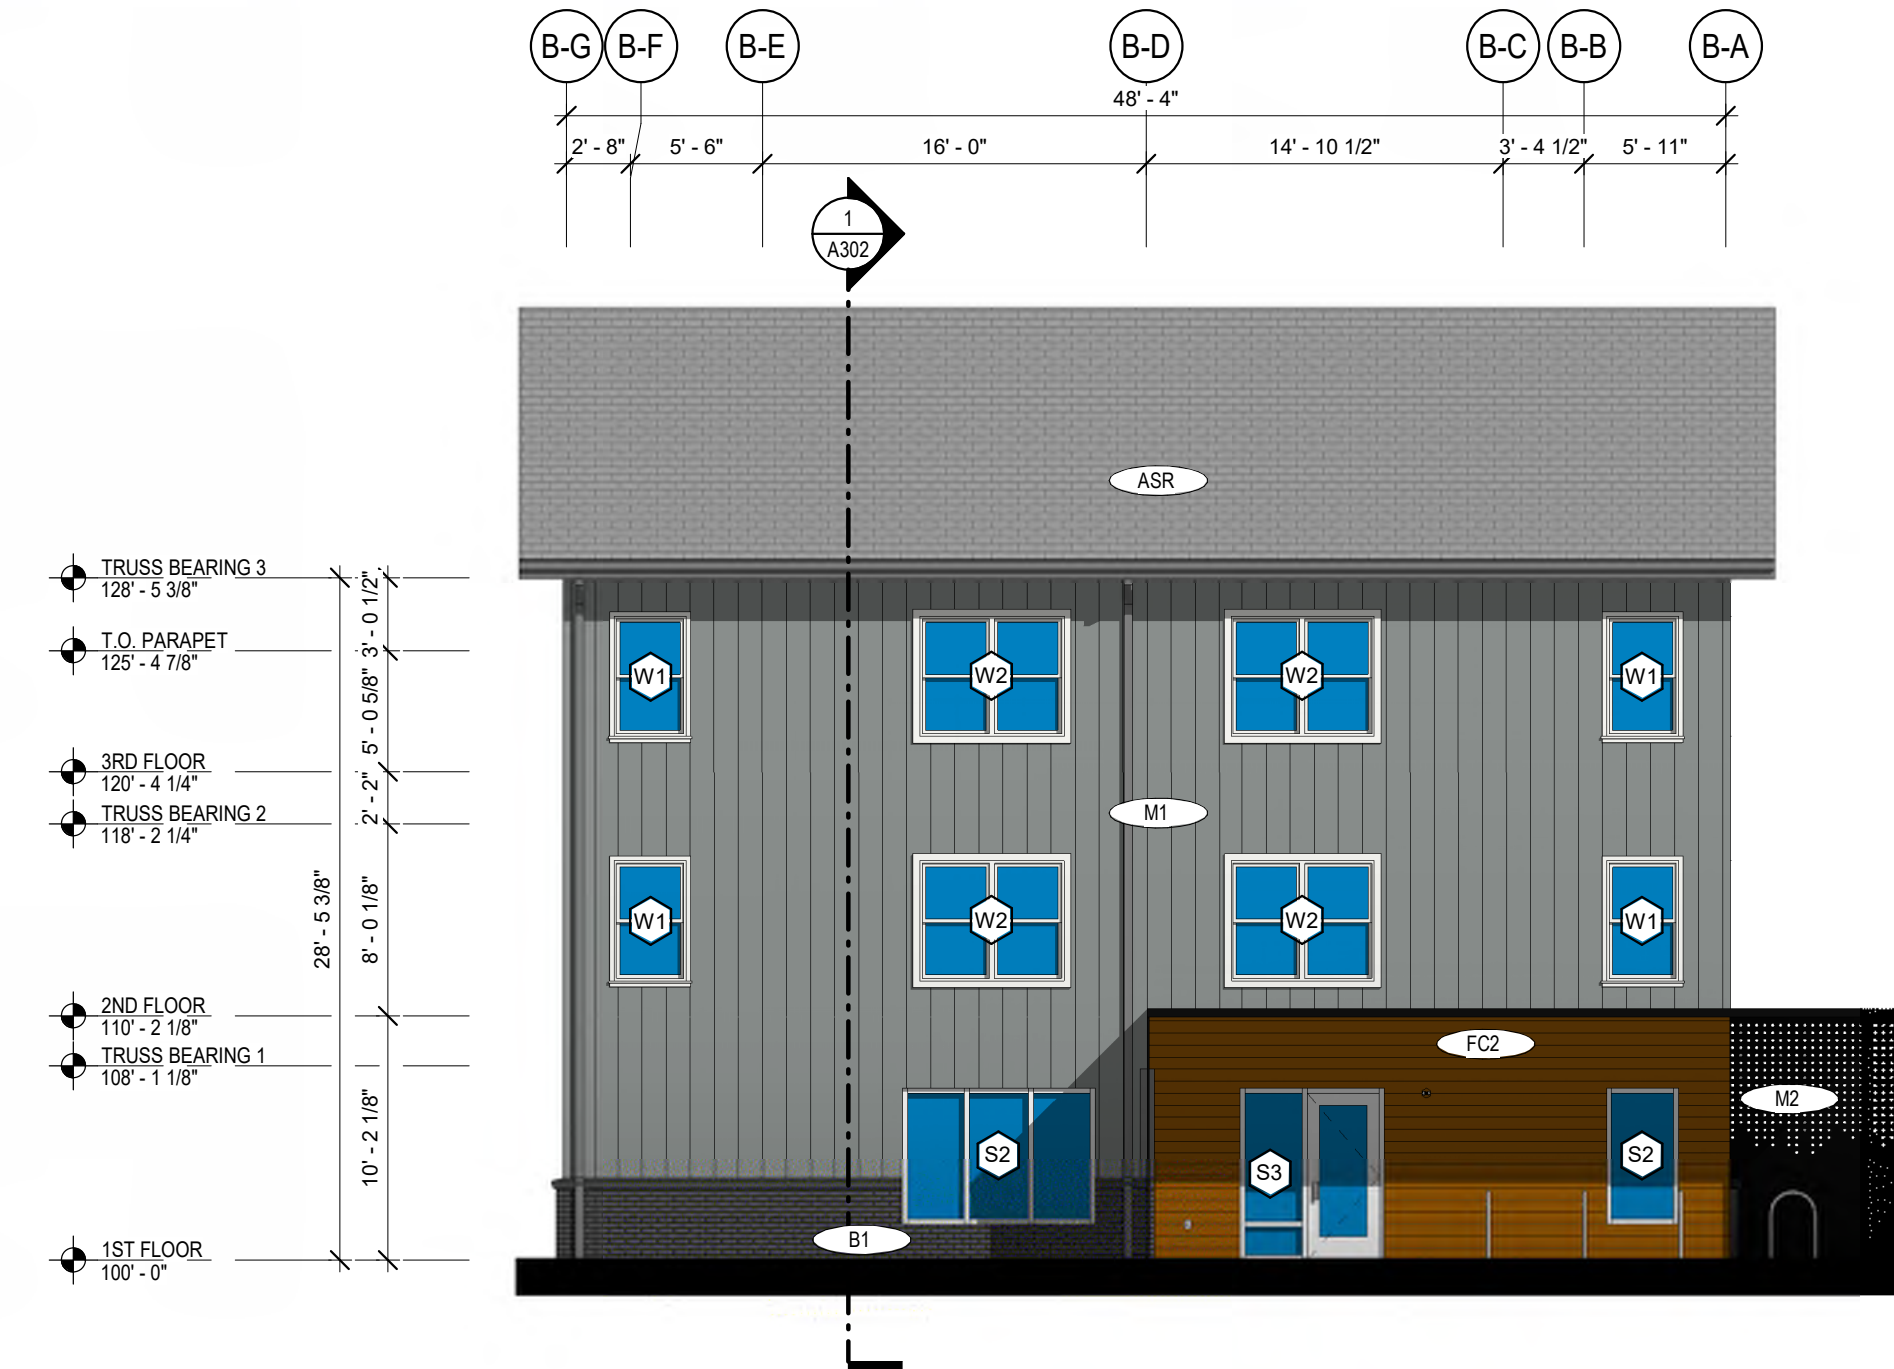 B-G B-F B-E B-D B-C B-B B-A
48' - 4"
2' - 8" 5' - 6" 16' - 0" 14' - 10 1/2" 3' - 4 1/2" 5' - 11"
1
A302
ASR
TRUSS BEARING 3
128' - 5 3/8"
T.O. PARAPET
125' - 4 7/8"
3RD FLOOR
120' - 4 1/4"
TRUSS BEARING 2
118' - 2 1/4"
2ND FLOOR
110' - 2 1/8"
TRUSS BEARING 1
108' - 1 1/8"
1ST FLOOR
100' - 0"
28' - 5 3/8"
3' - 0 1/2"
5' - 0 5/8"
2' - 2"
8' - 0 1/8"
10' - 2 1/8"
W1 W2 W2 W1
M1
W1 W2 W2 W1
FC2
M2
S2 S3 S2
B1